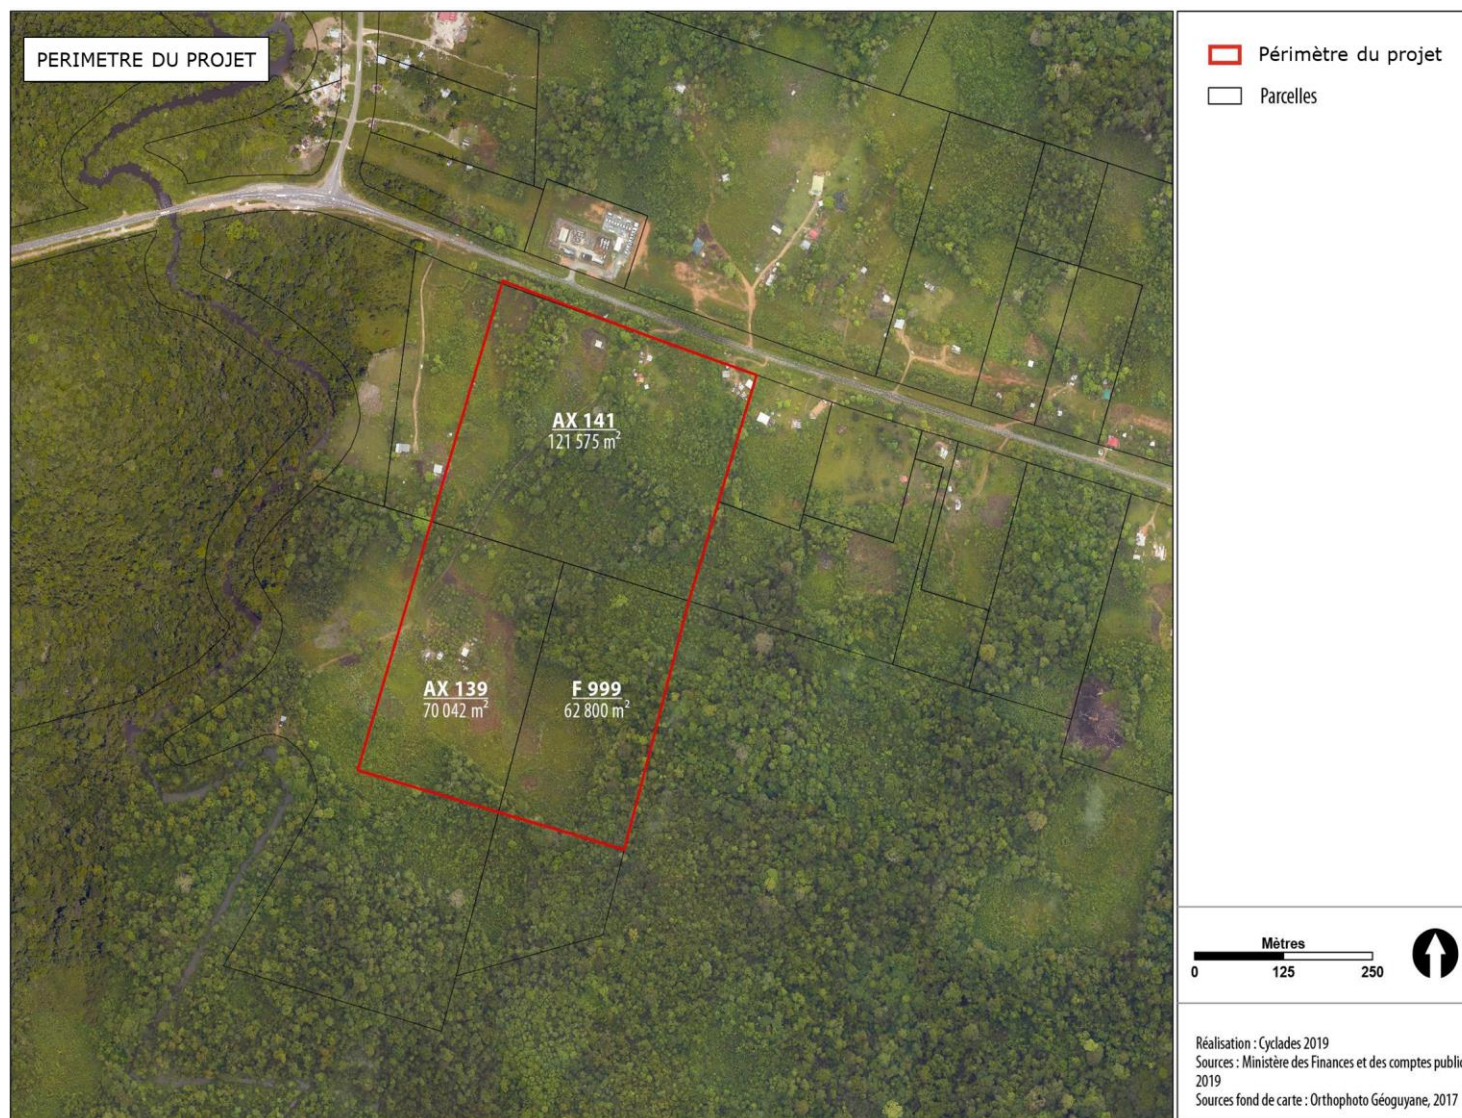 PERIMETRE DU PROJET
Périmètre du projet
Parcelles
AX 141
121 575 m²
AX 139
70 042 m²
F 999
62 800 m²
Mètres
0 125 250
Réalisation : Cyclades 2019
Sources : Ministère des Finances et des comptes public
2019
Sources fond de carte : Orthophoto Géoguyane, 2017